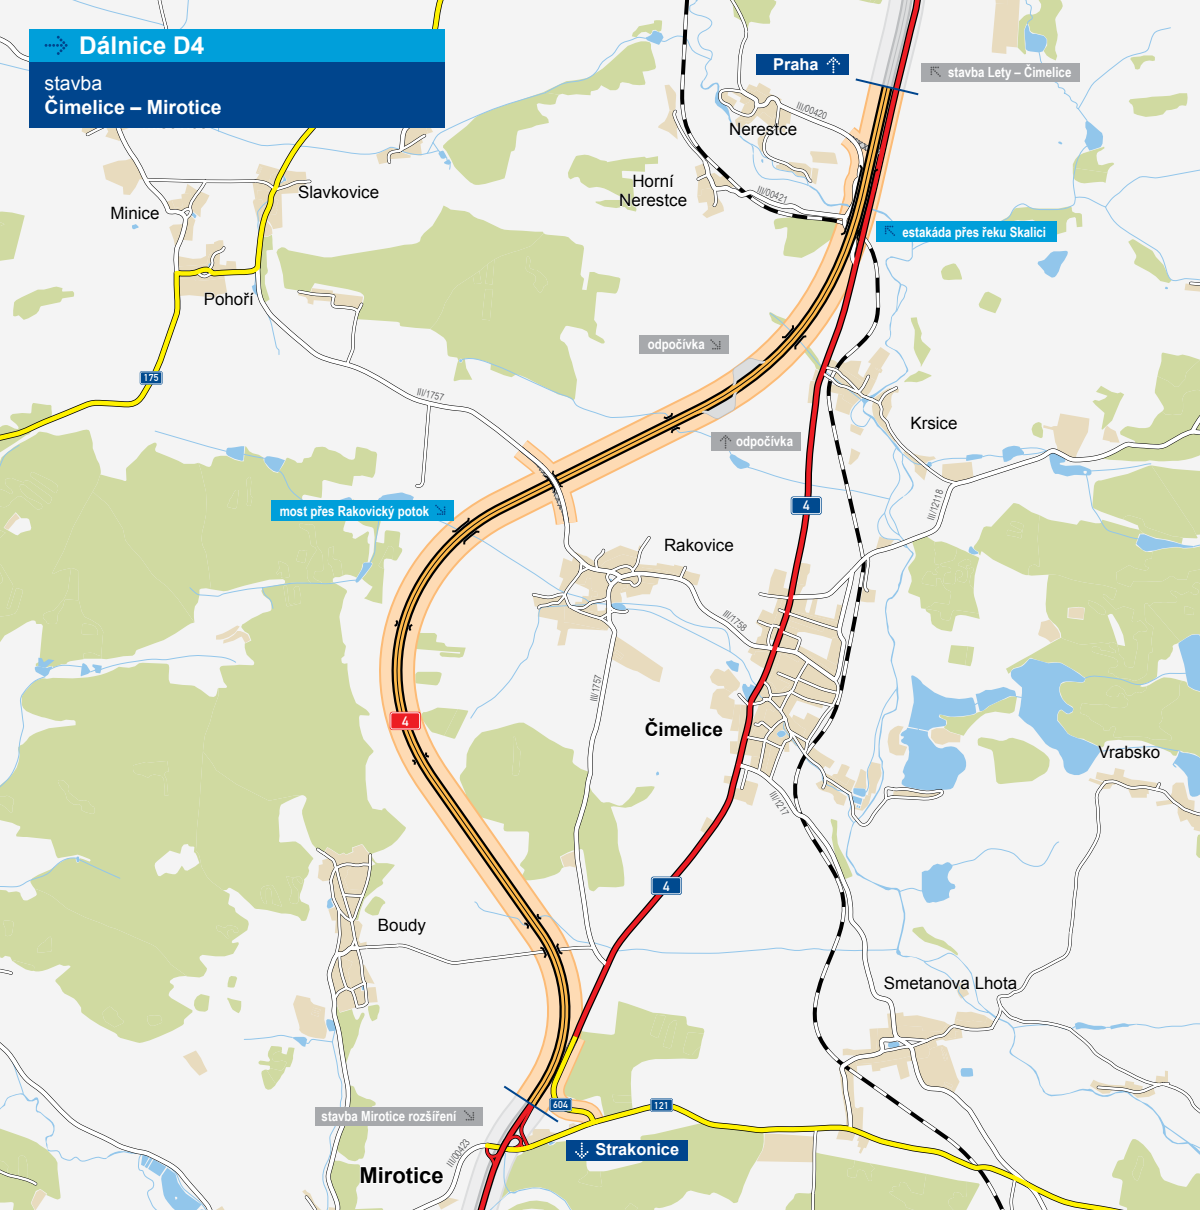 Dálnice D4
stavba
Čimelice – Mirotice
Praha
stavba Lety – Čimelice
III/00420
Nerestce
Horní
Nerestce
III/00421
Slavkovice
Minice
estakáda přes řeku Skalici
Pohoří
odpočívka
175
III/1757
Krsice
odpočívka
4
III/12118
most přes Rakovický potok
Rakovice
III/1758
III/1757
4
Čimelice
Vrabsko
III/1217
4
Boudy
Smetanova Lhota
stavba Mirotice rozšíření
604
121
III/00423
Strakonice
Mirotice